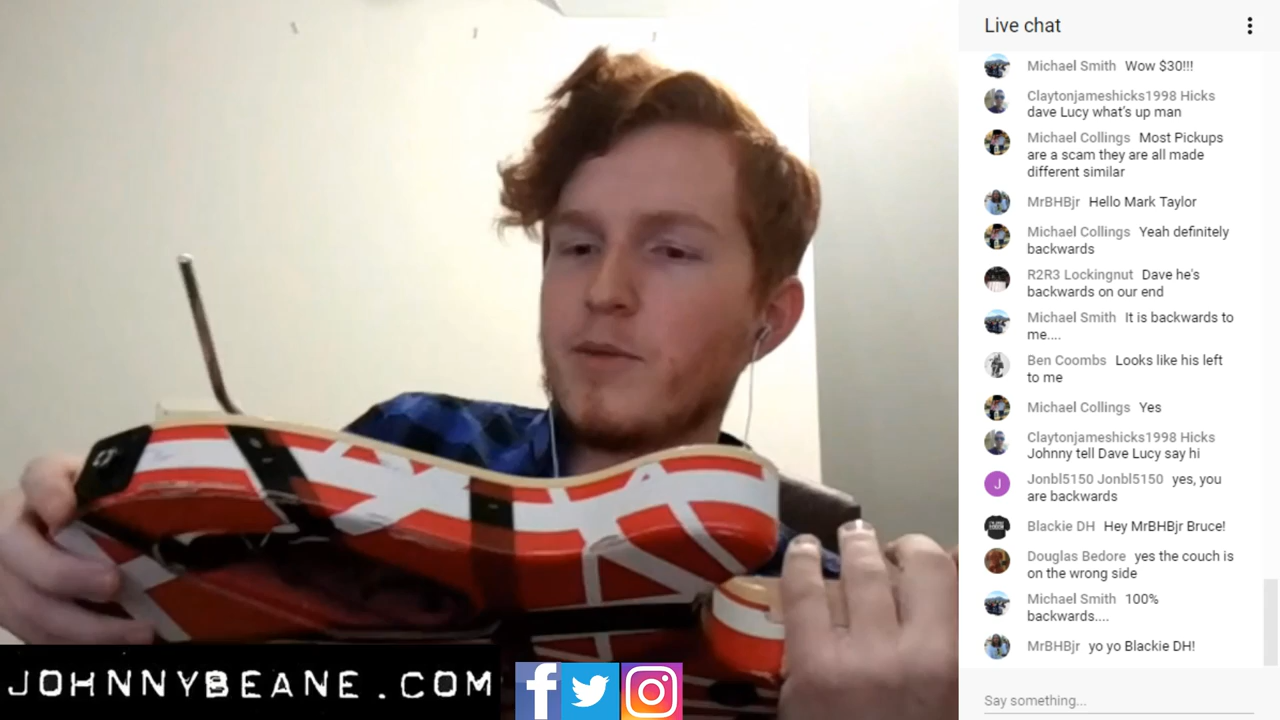 Live chat
Michael Smith Wow $30!!!
Claytonjameshicks1998 Hicks
dave Lucy what's up man
Michael Collings Most Pickups
are a scam they are all made
different similar
MrBHBjr Hello Mark Taylor
Michael Collings Yeah definitely
backwards
R2R3 Lockingnut Dave he's
backwards on our end
Michael Smith It is backwards to
me....
Ben Coombs Looks like his left
to me
Michael Collings Yes
Claytonjameshicks1998 Hicks
Johnny tell Dave Lucy say hi
J Jonbl5150 Jonbl5150 yes, you
are backwards
Blackie DH Hey MrBHBjr Bruce!
Douglas Bedore yes the couch is
on the wrong side
Michael Smith 100%
backwards....
MrBHBjr yo yo Blackie DH!
Say something...
JOHNNYBEANE.COM